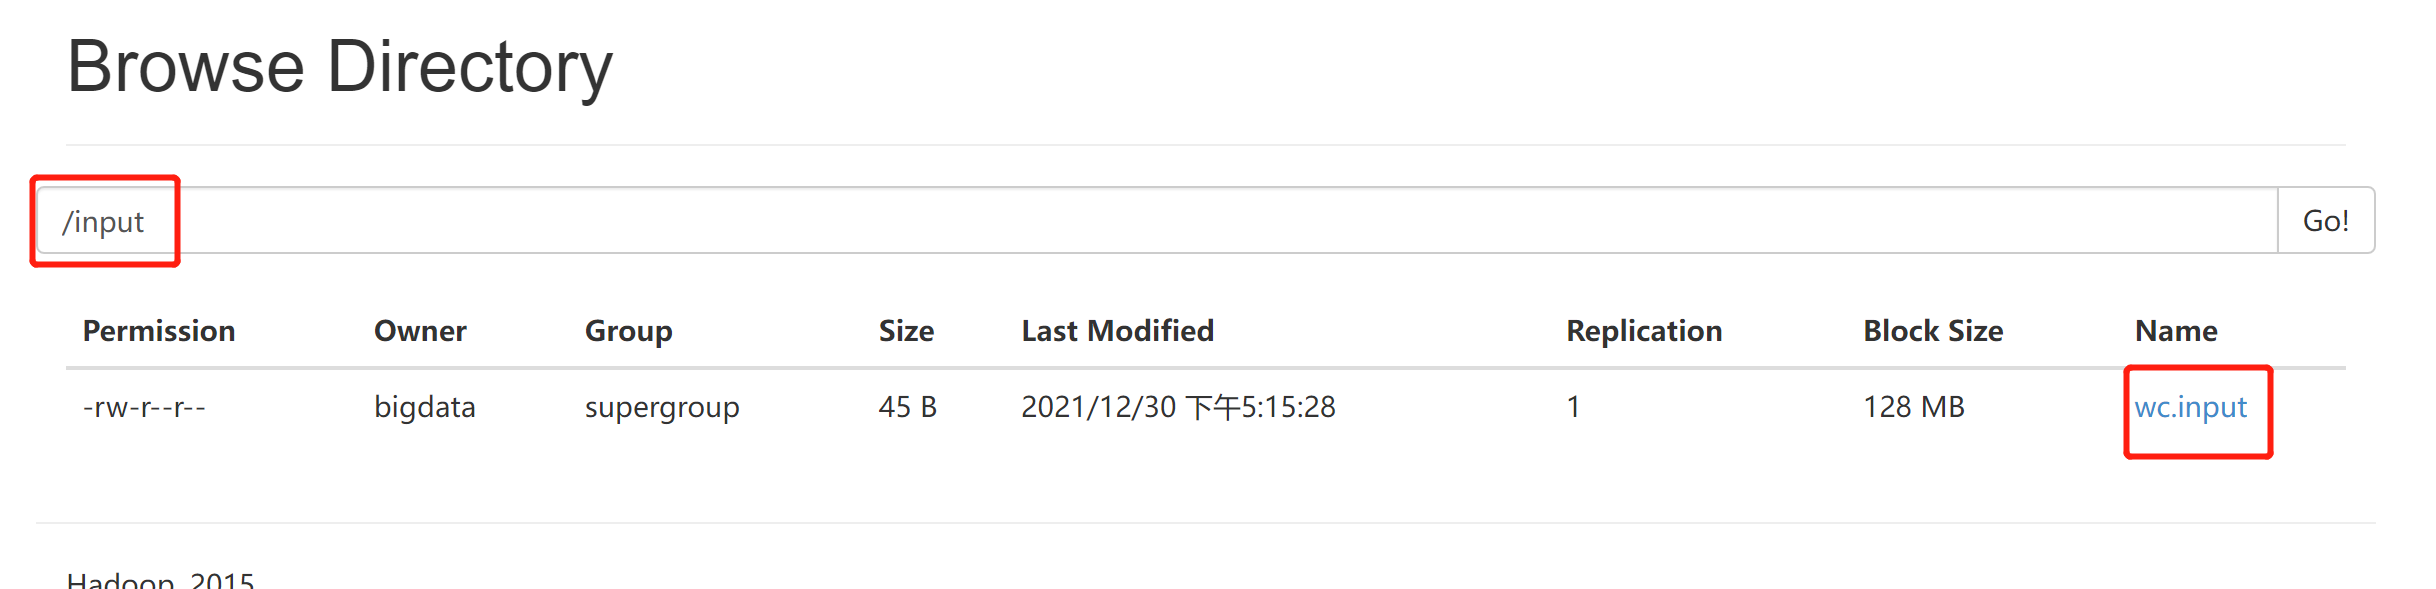 Browse Directory
/input Go!
Permission Owner Group Size Last Modified Replication Block Size Name
-rw-r--r-- bigdata supergroup 45 B 2021/12/30 下午5:15:28 1 128 MB wc.input
Hadoop, 2015.